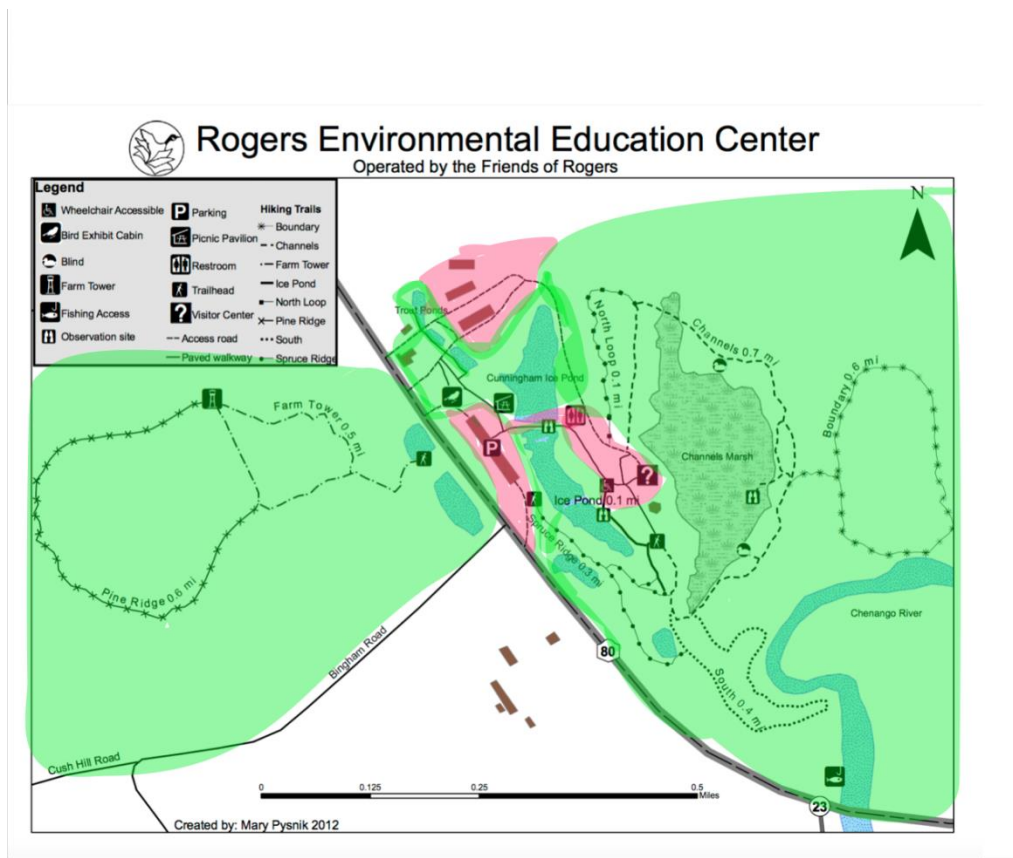 Rogers Environmental Education Center
Operated by the Friends of Rogers
Legend
Wheelchair Accessible
Bird Exhibit Cabin
Blind
Farm Tower
Fishing Access
Observation site
P Parking
Picnic Pavilion
Restroom
Trailhead
? Visitor Center
Access road
Paved walkway
Hiking Trails
Boundary
Channels
Farm Tower
Ice Pond
North Loop
Pine Ridge
South
Spruce Ridge
N
Trout Ponds
Cunningham Ice Pond
North Loop 0.1 mi
Channels 0.7 mi
Boundary 0.6 mi
Farm Tower 0.5 mi
P
?
Channels Marsh
Ice Pond 0.1 mi
Spruce Ridge 0.3 mi
Pine Ridge 0.6 mi
Chenango River
Bingham Road
80
South 0.4 mi
Cush Hill Road
0 0.125 0.25 0.5
Miles
23
Created by: Mary Pysnik 2012